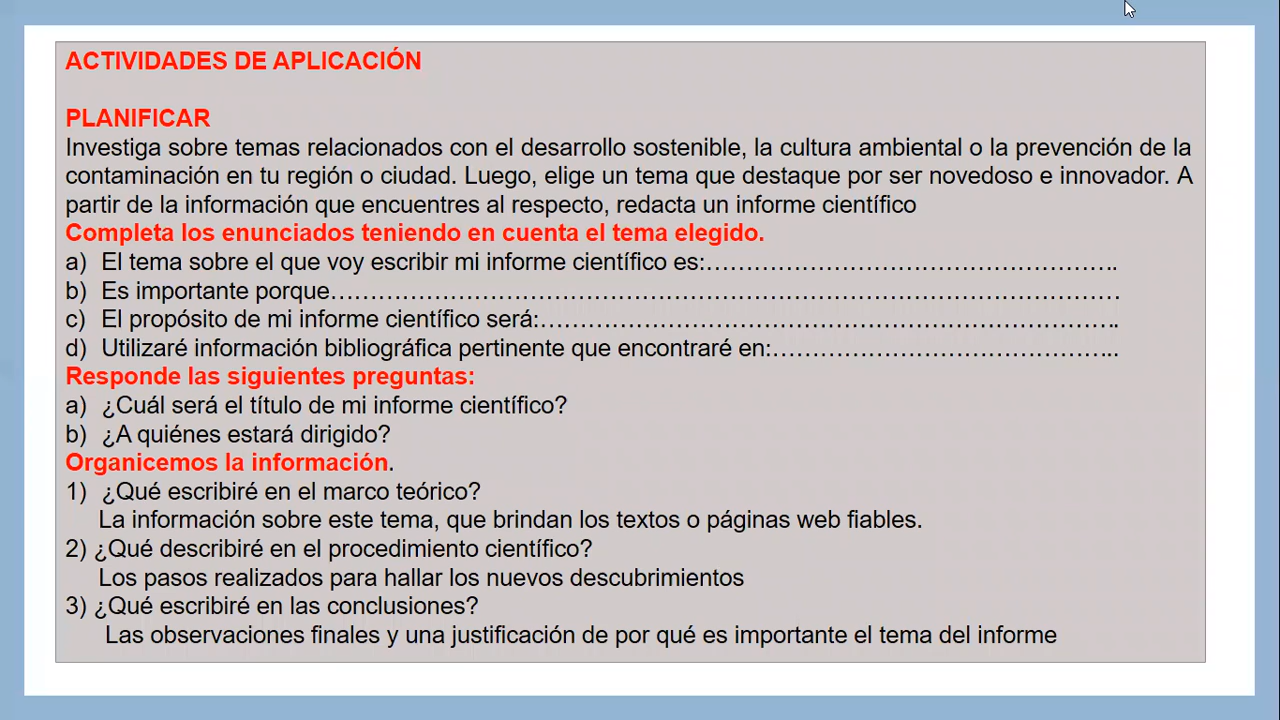 ACTIVIDADES DE APLICACIÓN
PLANIFICAR
Investiga sobre temas relacionados con el desarrollo sostenible, la cultura ambiental o la prevención de la
contaminación en tu región o ciudad. Luego, elige un tema que destaque por ser novedoso e innovador. A
partir de la información que encuentres al respecto, redacta un informe científico
Completa los enunciados teniendo en cuenta el tema elegido.
a) El tema sobre el que voy escribir mi informe científico es:……………………………………………..
b) Es importante porque……………………………………………………………………………………
c) El propósito de mi informe científico será:………………………………………………………………..
d) Utilizaré información bibliográfica pertinente que encontraré en:……………………………………...
Responde las siguientes preguntas:
a) ¿Cuál será el título de mi informe científico?
b) ¿A quiénes estará dirigido?
Organicemos la información.
1) ¿Qué escribiré en el marco teórico?
La información sobre este tema, que brindan los textos o páginas web fiables.
2) ¿Qué describiré en el procedimiento científico?
Los pasos realizados para hallar los nuevos descubrimientos
3) ¿Qué escribiré en las conclusiones?
Las observaciones finales y una justificación de por qué es importante el tema del informe